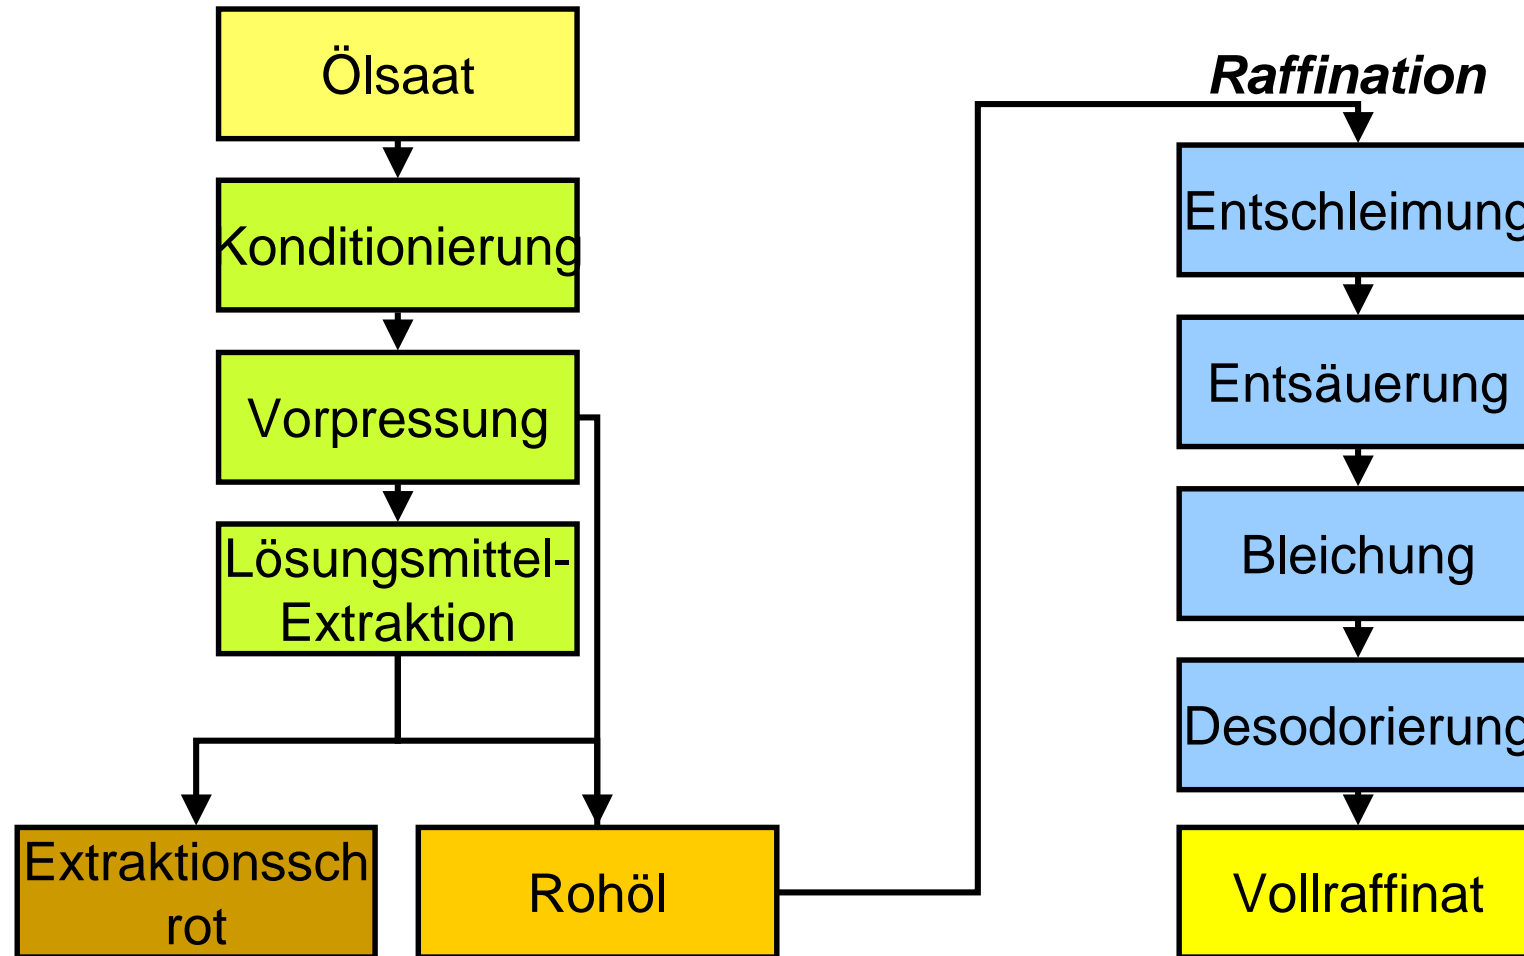 Ölsaat
Konditionierung
Vorpressung
Lösungsmittel-
Extraktion
Extraktionssch
rot
Rohöl
Raffination
Entschleimung
Entsäuerung
Bleichung
Desodorierung
Vollraffinat